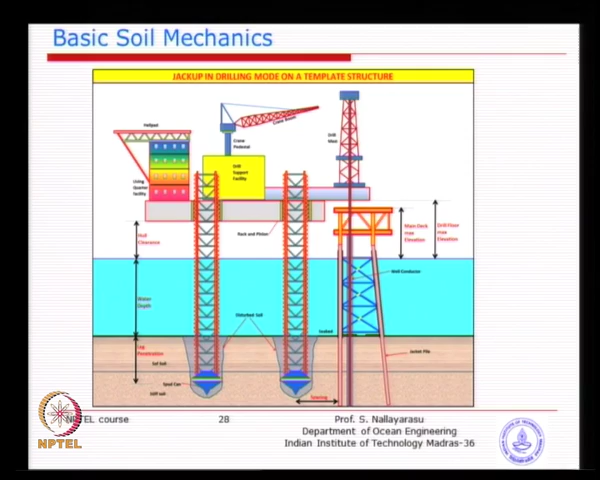 Basic Soil Mechanics
JACKUP IN DRILLING MODE ON A TEMPLATE STRUCTURE
Helipad
Crane Boom
Crane
Pedestal
Drill
Mast
Drill
Support
Facility
Living
Quarter
Facility
Hull
Clearance
Rack and Pinion
Main Deck
max
Elevation
Drill Floor
max
Elevation
Well Conductor
Water
Depth
Disturbed Soil
Seabed
Leg
Penetration
Jacket Pile
Spud Can
Stiff soil
NPTEL course
28
Prof. S. Nallayarasu
Department of Ocean Engineering
Indian Institute of Technology Madras-36
NPTEL